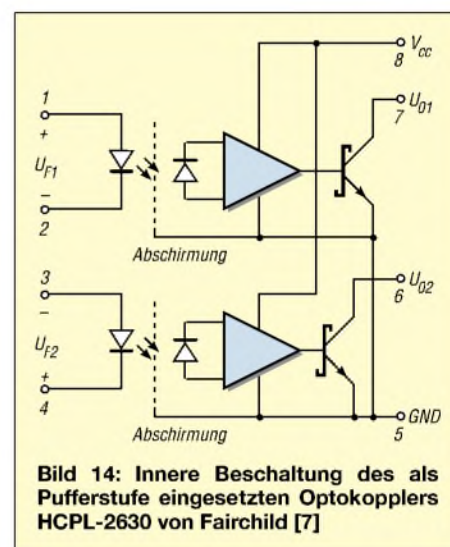 V_cc
8
1
+
U_F1
−
2
U_01
7
Abschirmung
3
−
U_F2
+
4
U_02
6
GND
5
Abschirmung
Bild 14: Innere Beschaltung des als
Pufferstufe eingesetzten Optokopplers
HCPL-2630 von Fairchild [7]